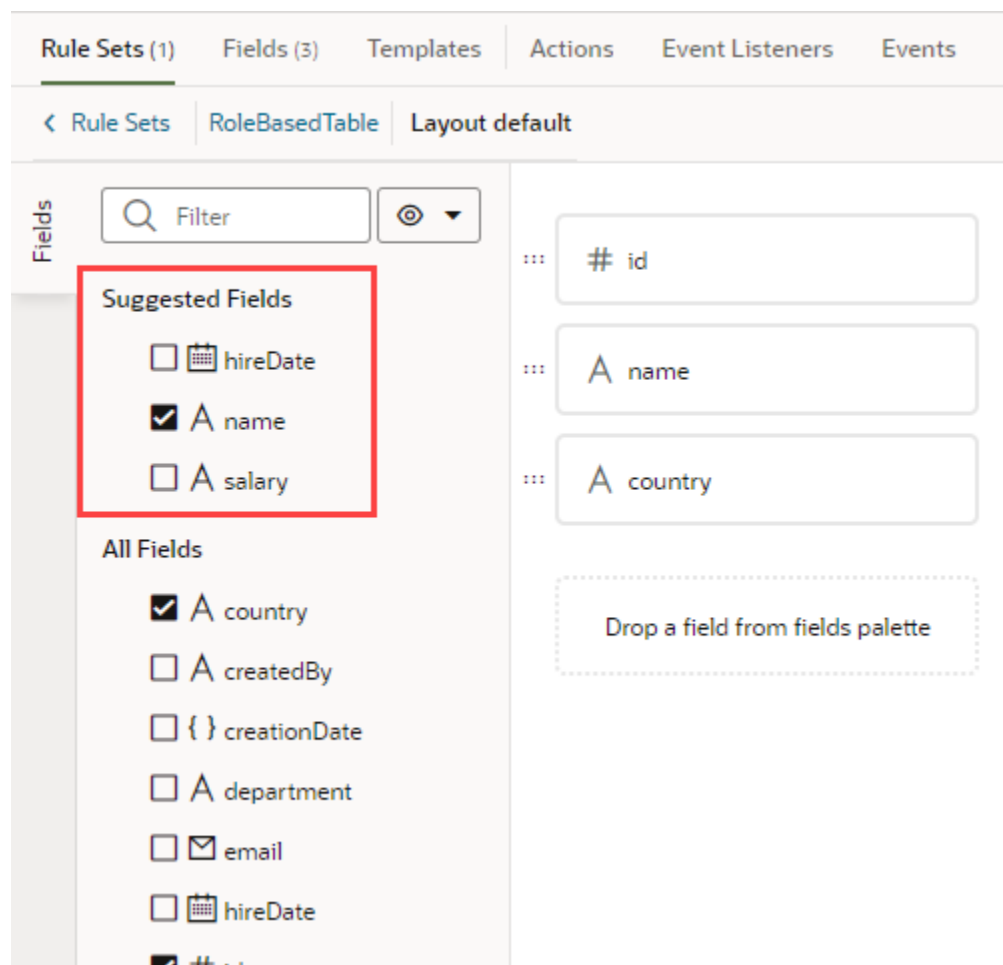 Rule Sets (1) Fields (3) Templates Actions Event Listeners Events
< Rule Sets RoleBasedTable Layout default
Fields
Filter
Suggested Fields
hireDate
name
salary
All Fields
country
createdBy
{ } creationDate
department
email
hireDate
# id
name
country
Drop a field from fields palette